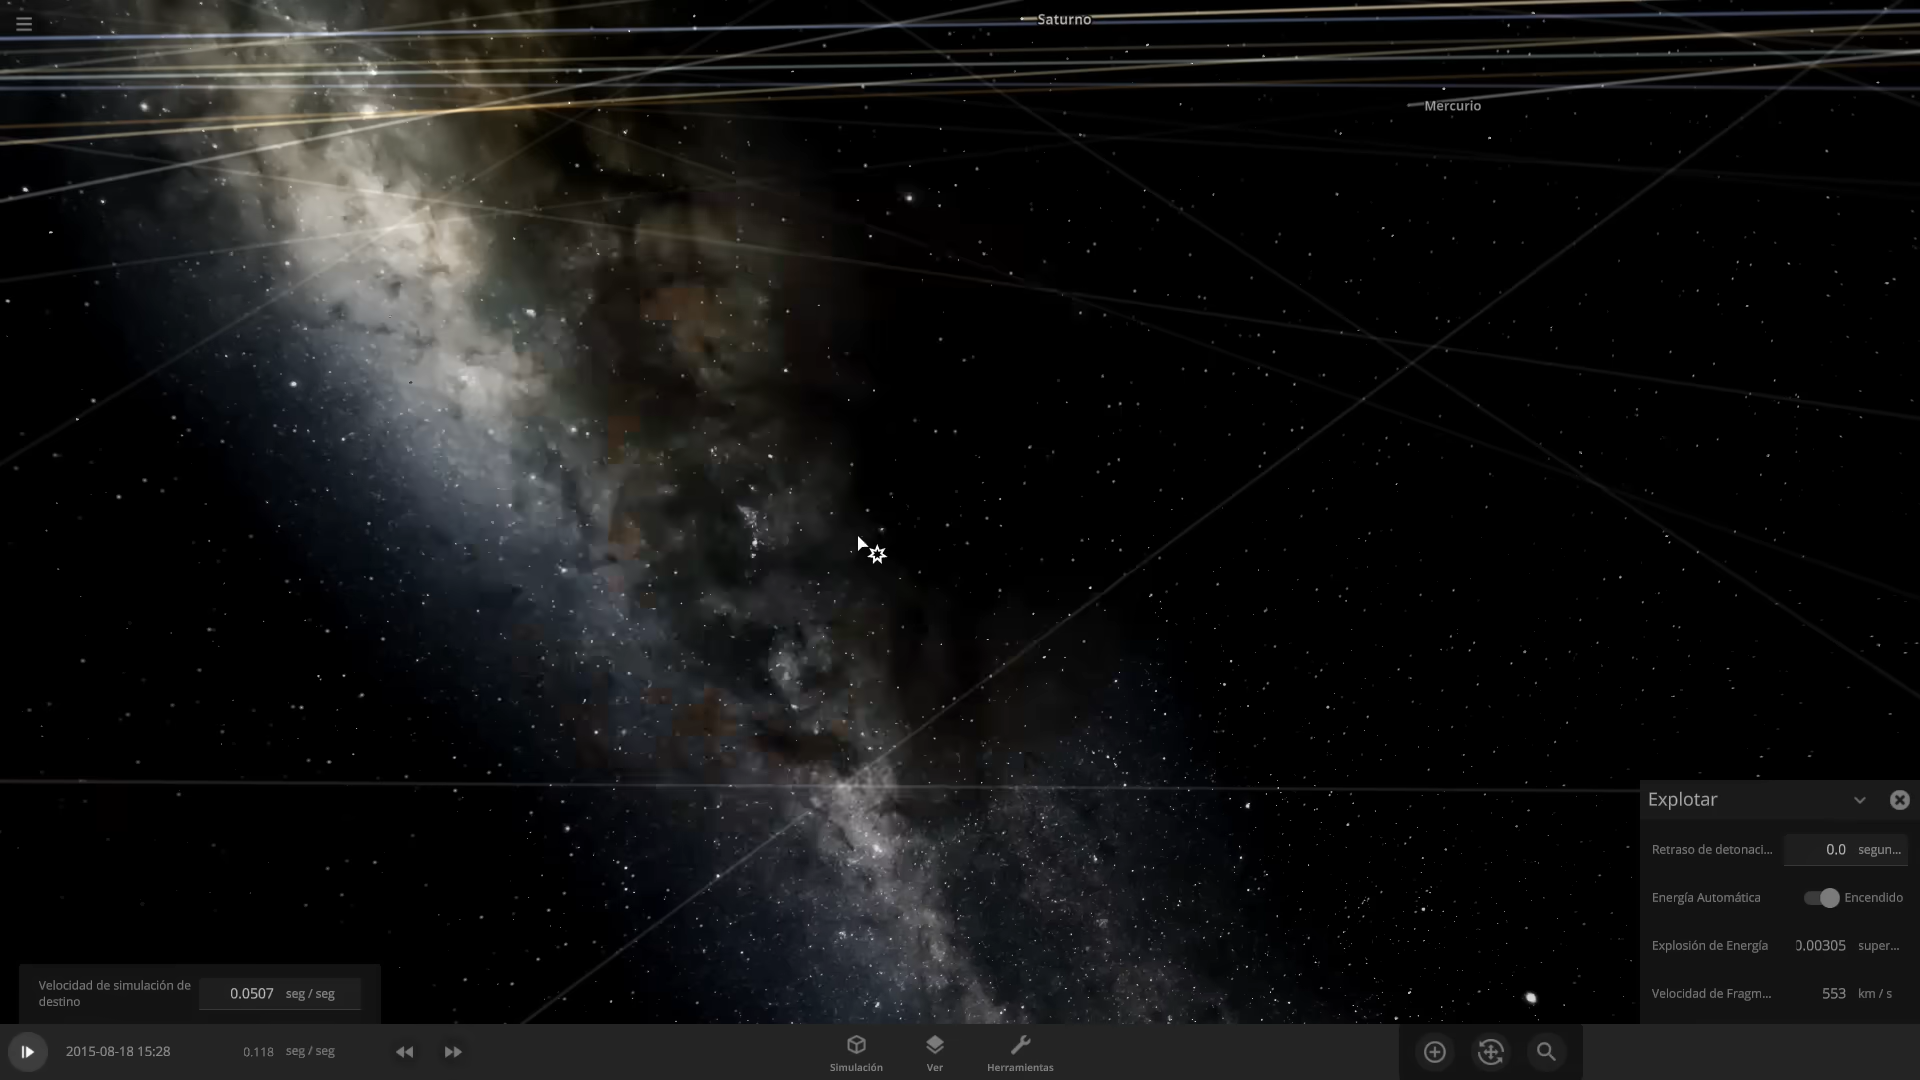 Saturno
Mercurio
Explotar
Retraso de detonaci... 0.0 segun...
Energía Automática Encendido
Explosión de Energía 0.00305 super...
Velocidad de Fragm... 553 km / s
Velocidad de simulación de
destino
0.0507 seg / seg
2015-08-18 15:28 0.118 seg / seg
Simulación Ver Herramientas